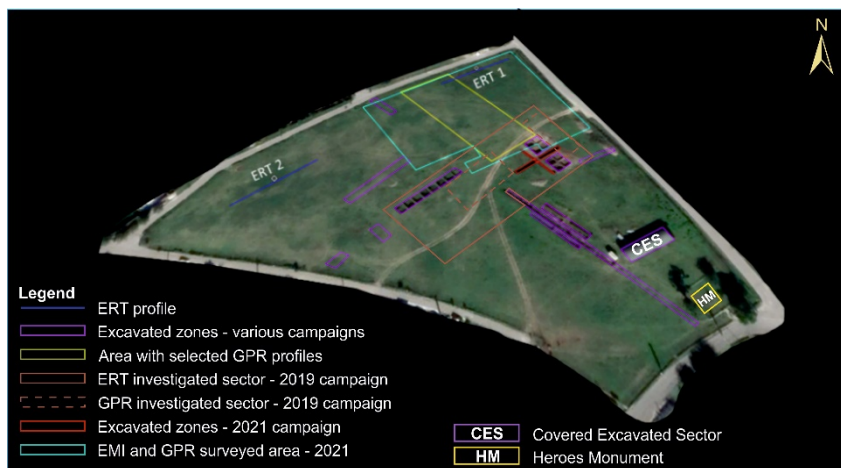 N
ERT 1
ERT 2
CES
HM
Legend
ERT profile
Excavated zones - various campaigns
Area with selected GPR profiles
ERT investigated sector - 2019 campaign
GPR investigated sector - 2019 campaign
Excavated zones - 2021 campaign
EMI and GPR surveyed area - 2021
CES Covered Excavated Sector
HM Heroes Monument